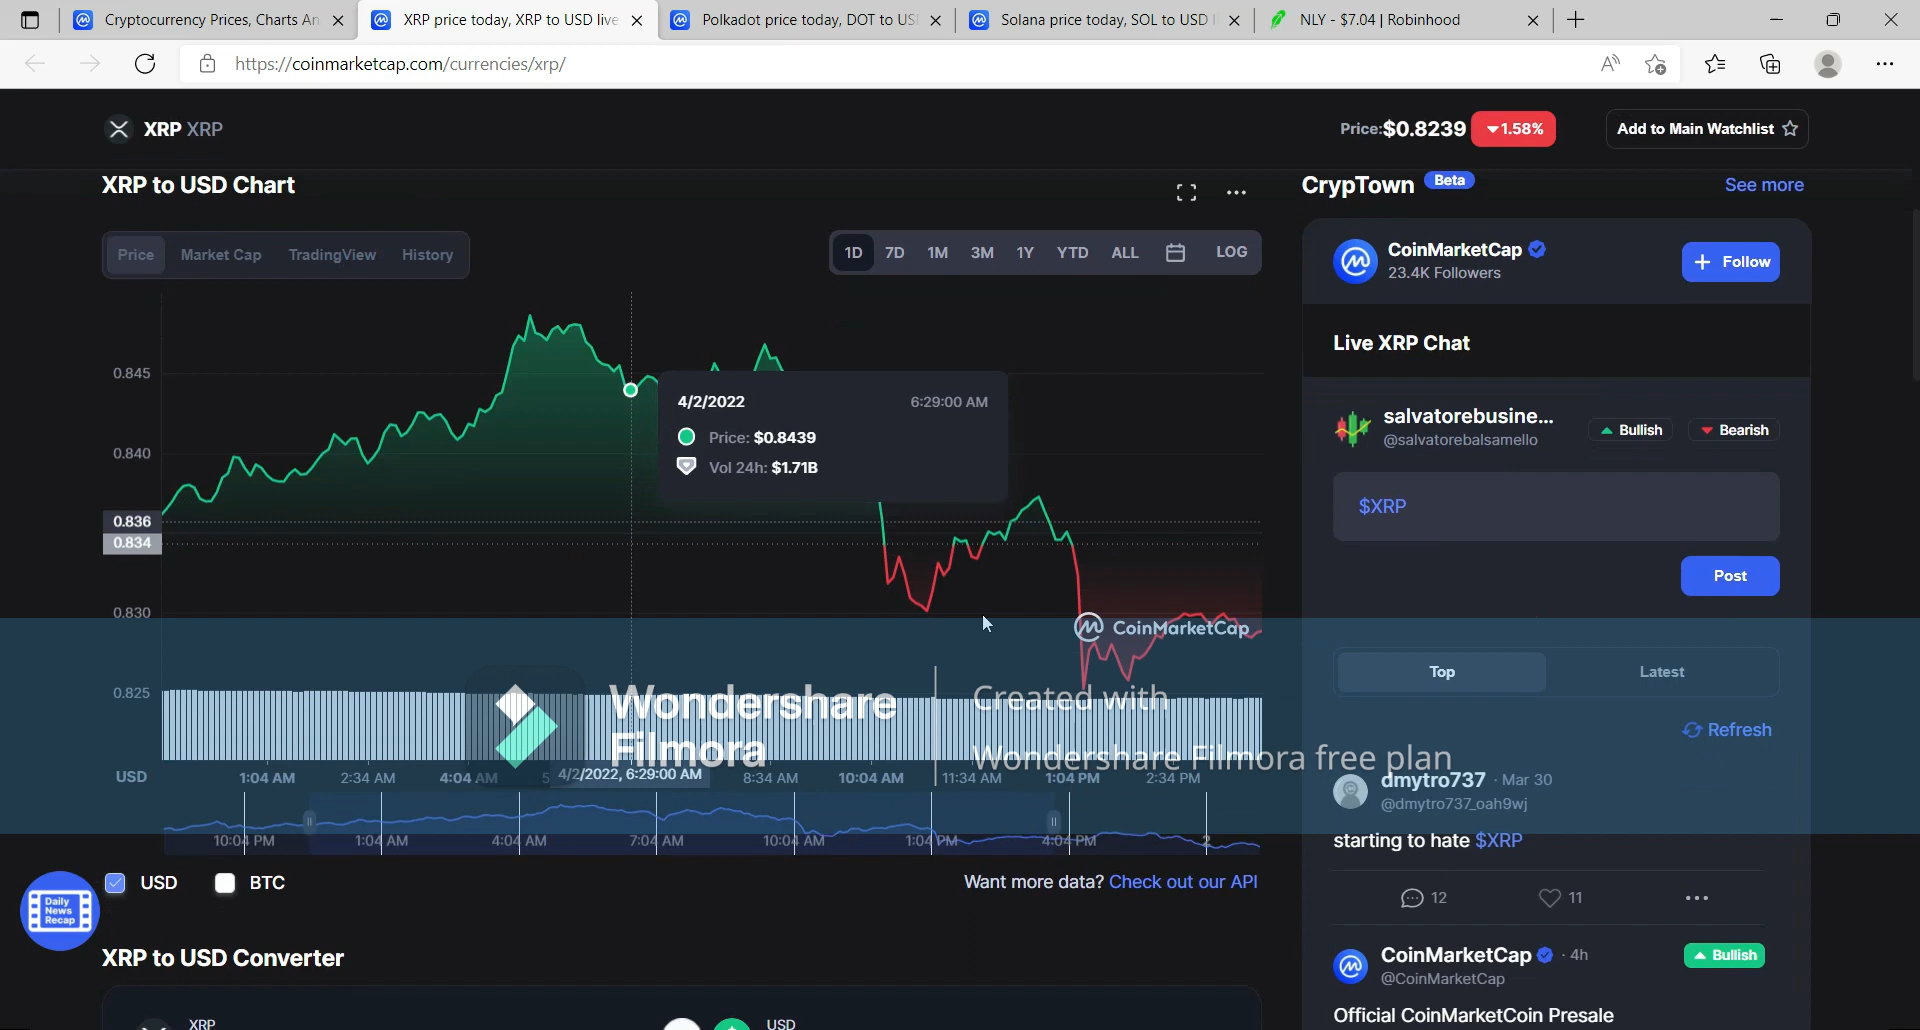 Cryptocurrency Prices, Charts An
XRP price today, XRP to USD live
Polkadot price today, DOT to US
Solana price today, SOL to USD
NLY - $7.04 | Robinhood
https://coinmarketcap.com/currencies/xrp/
XRP XRP
Price:$0.8239 1.58%
Add to Main Watchlist
XRP to USD Chart
CrypTown Beta
See more
Price Market Cap TradingView History
1D 7D 1M 3M 1Y YTD ALL LOG
CoinMarketCap
23.4K Followers
+ Follow
Live XRP Chat
0.845
0.840
0.836
0.834
0.830
0.825
4/2/2022 6:29:00 AM
Price: $0.8439
Vol 24h: $1.71B
salvatorebusine...
@salvatorebalsamello
Bullish
Bearish
$XRP
Post
CoinMarketCap
Top
Latest
Wondershare
Filmora
Created with
Wondershare Filmora free plan
Refresh
USD
1:04 AM 2:34 AM 4:04 AM 5 4/2/2022, 6:29:00 AM 8:34 AM 10:04 AM 11:34 AM 1:04 PM 2:34 PM
10:04 PM 1:04 AM 4:04 AM 7:04 AM 10:04 AM 1:04 PM 4:04 PM
dmytro737 · Mar 30
@dmytro737_oah9wj
starting to hate $XRP
12
11
Daily
News
Recap
USD
BTC
Want more data? Check out our API
XRP to USD Converter
CoinMarketCap · 4h
@CoinMarketCap
Bullish
Official CoinMarketCoin Presale
XRP
USD